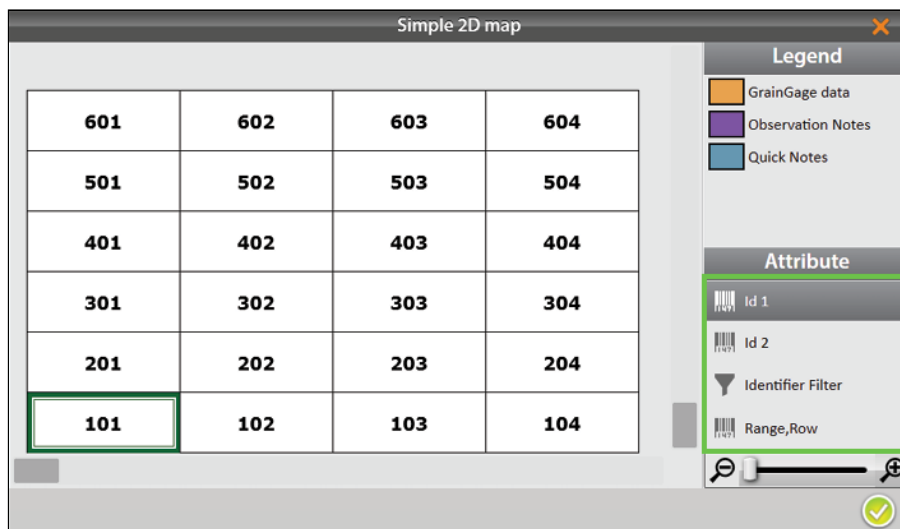 Simple 2D map
601 602 603 604
501 502 503 504
401 402 403 404
301 302 303 304
201 202 203 204
101 102 103 104
Legend
GrainGage data
Observation Notes
Quick Notes
Attribute
Id 1
Id 2
Identifier Filter
Range,Row